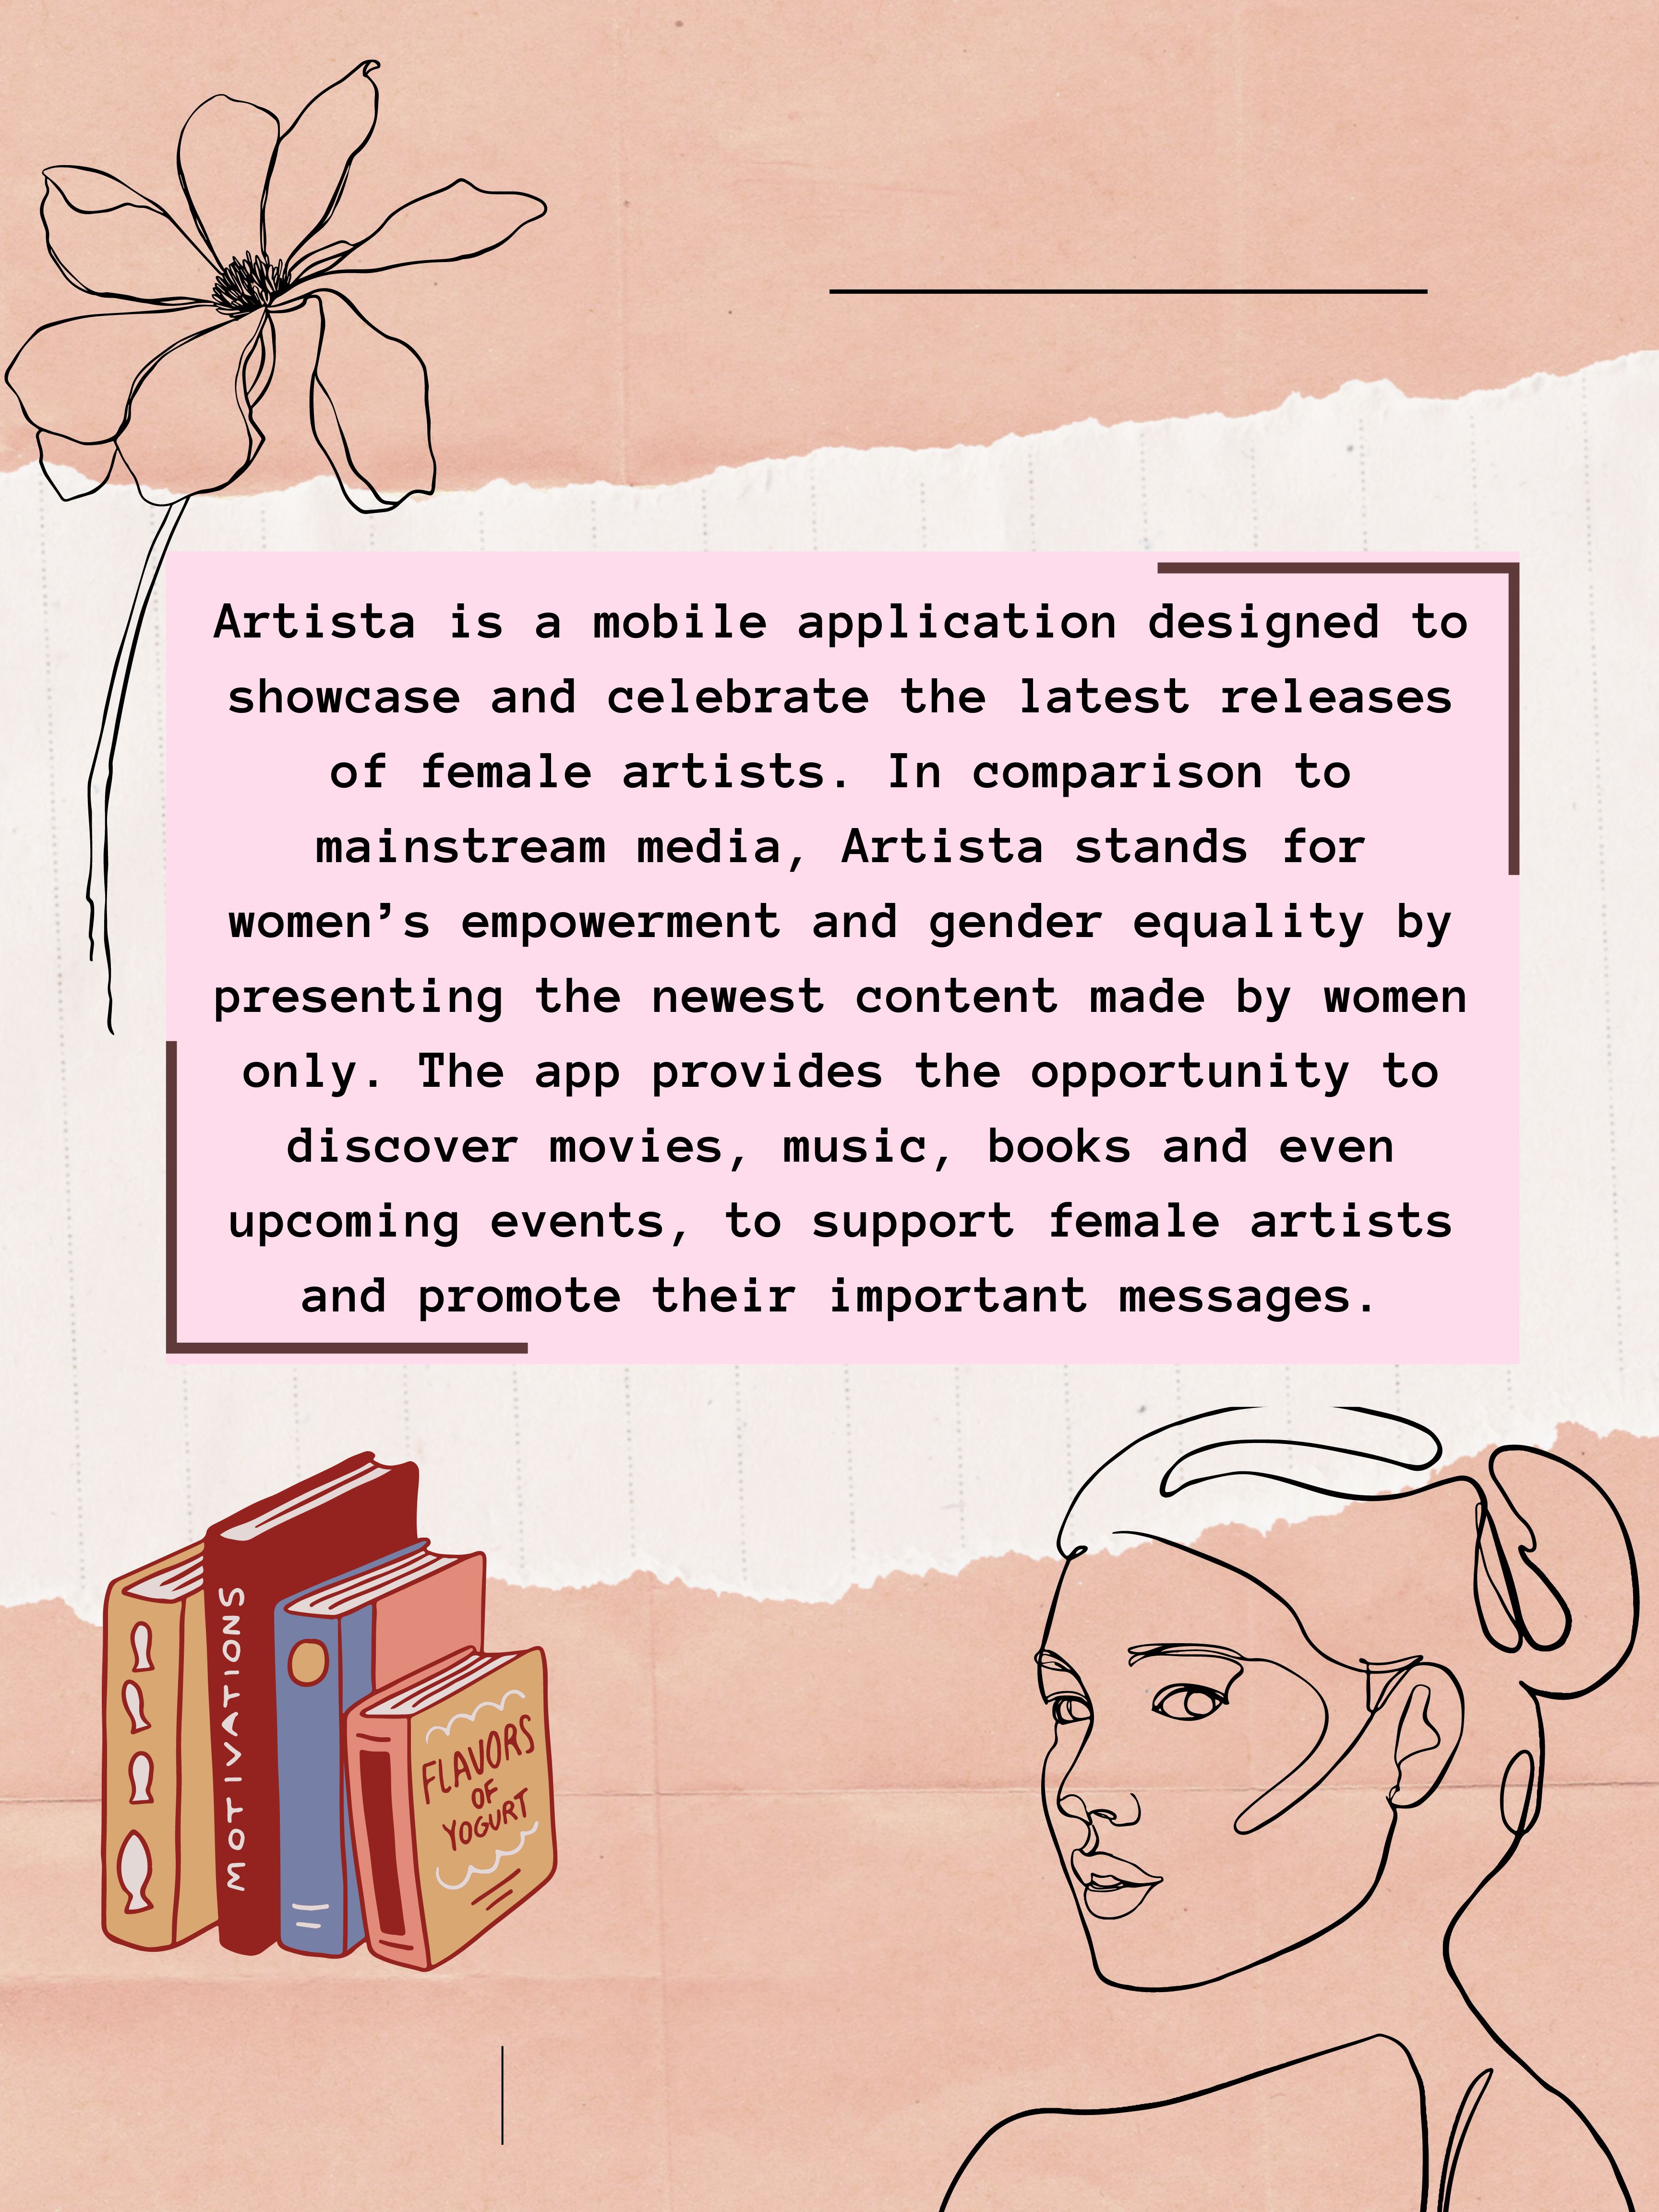 Artista is a mobile application designed to
showcase and celebrate the latest releases
of female artists. In comparison to
mainstream media, Artista stands for
women’s empowerment and gender equality by
presenting the newest content made by women
only. The app provides the opportunity to
discover movies, music, books and even
upcoming events, to support female artists
and promote their important messages.
MOTIVATIONS
FLAVORS
OF
YOGURT